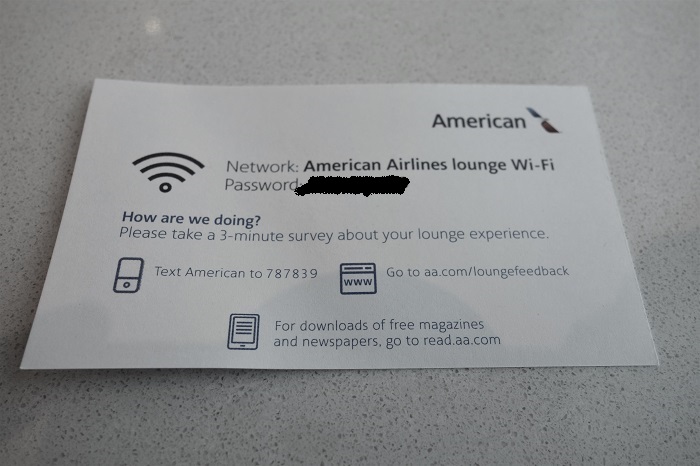 American
Network: American Airlines lounge Wi-Fi
Password:
How are we doing?
Please take a 3-minute survey about your lounge experience.
Text American to 787839
www
Go to aa.com/loungefeedback
For downloads of free magazines
and newspapers, go to read.aa.com